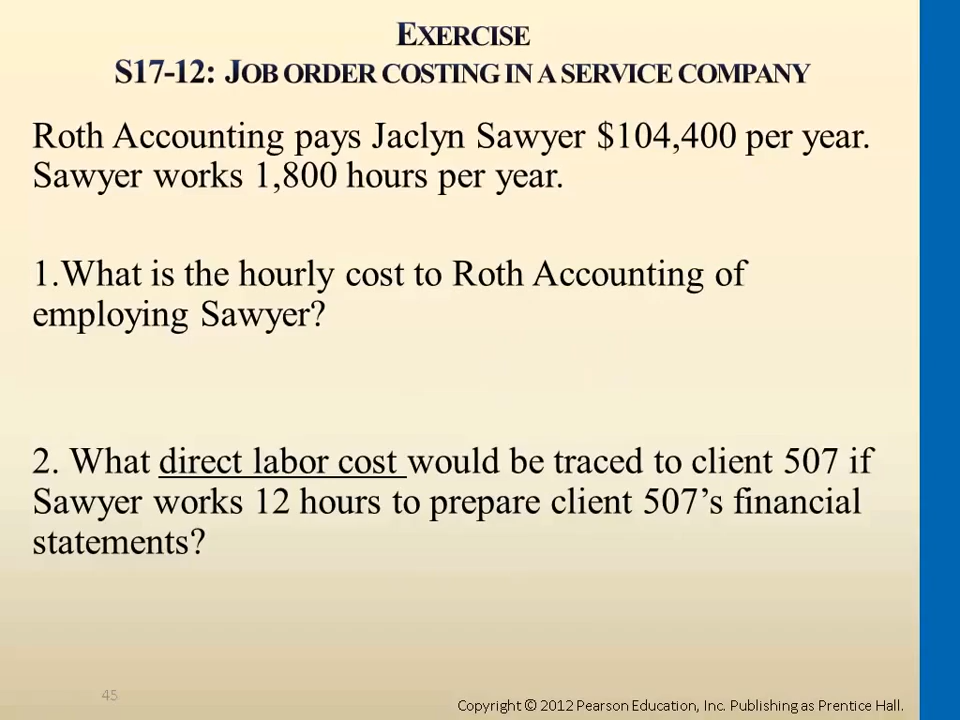 EXERCISE
S17-12: JOB ORDER COSTING IN A SERVICE COMPANY
Roth Accounting pays Jaclyn Sawyer $104,400 per year.
Sawyer works 1,800 hours per year.
1.What is the hourly cost to Roth Accounting of
employing Sawyer?
2. What direct labor cost would be traced to client 507 if
Sawyer works 12 hours to prepare client 507’s financial
statements?
45
Copyright © 2012 Pearson Education, Inc. Publishing as Prentice Hall.